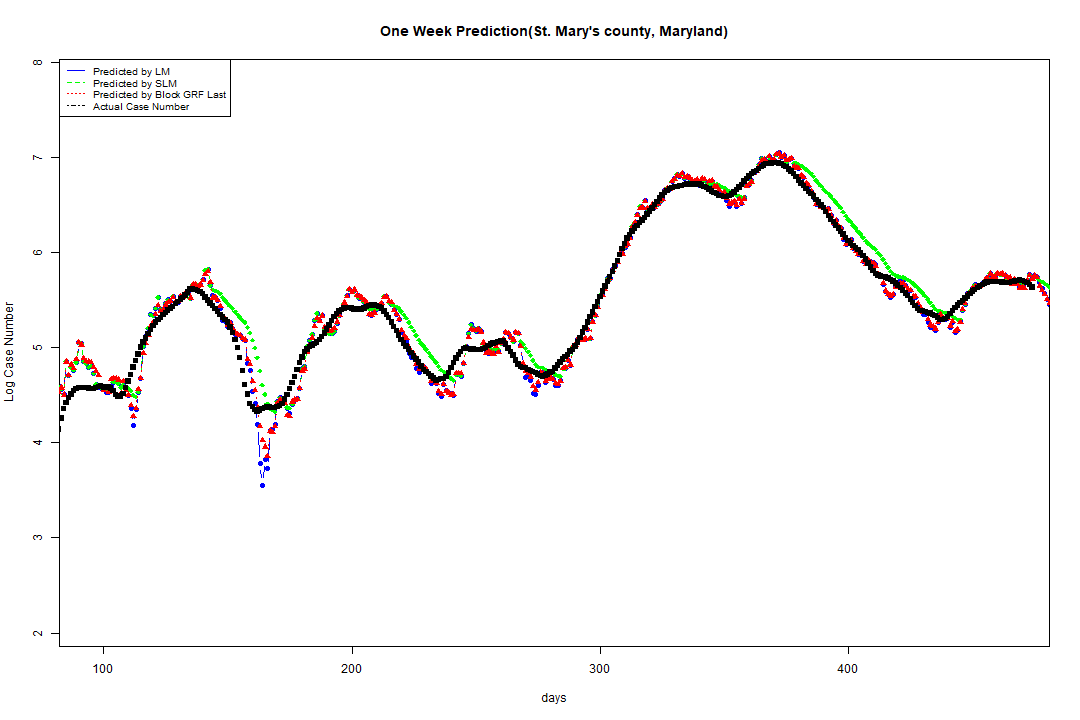 One Week Prediction(St. Mary's county, Maryland)
Predicted by LM
Predicted by SLM
Predicted by Block GRF Last
Actual Case Number
Log Case Number
8
7
6
5
4
3
2
100 200 300 400
days